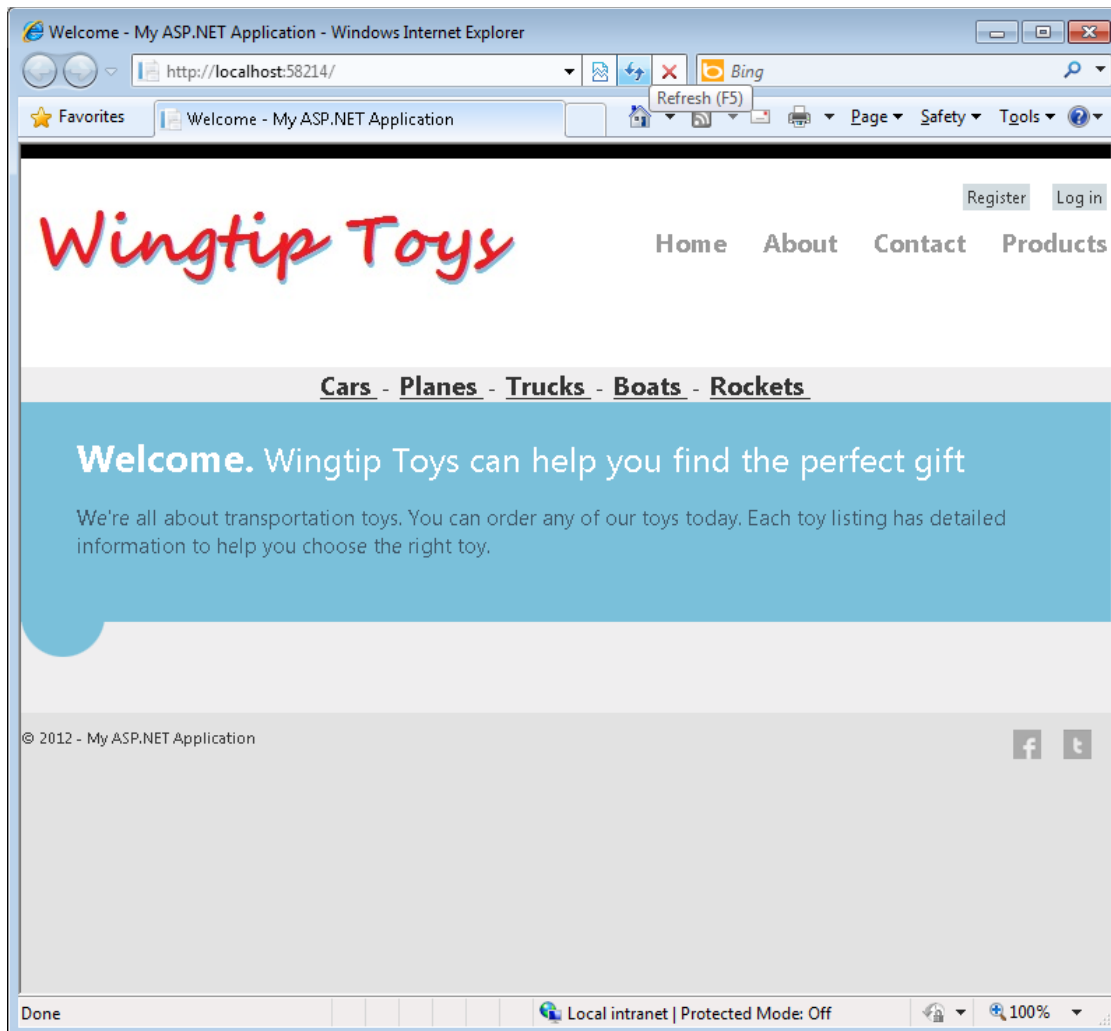 Welcome - My ASP.NET Application - Windows Internet Explorer
http://localhost:58214/
Bing
Refresh (F5)
Favorites
Welcome - My ASP.NET Application
Page
Safety
Tools
Register
Log in
Wingtip Toys
Home About Contact Products
Cars - Planes - Trucks - Boats - Rockets
Welcome. Wingtip Toys can help you find the perfect gift
We're all about transportation toys. You can order any of our toys today. Each toy listing has detailed
information to help you choose the right toy.
© 2012 - My ASP.NET Application
Done
Local intranet | Protected Mode: Off
100%